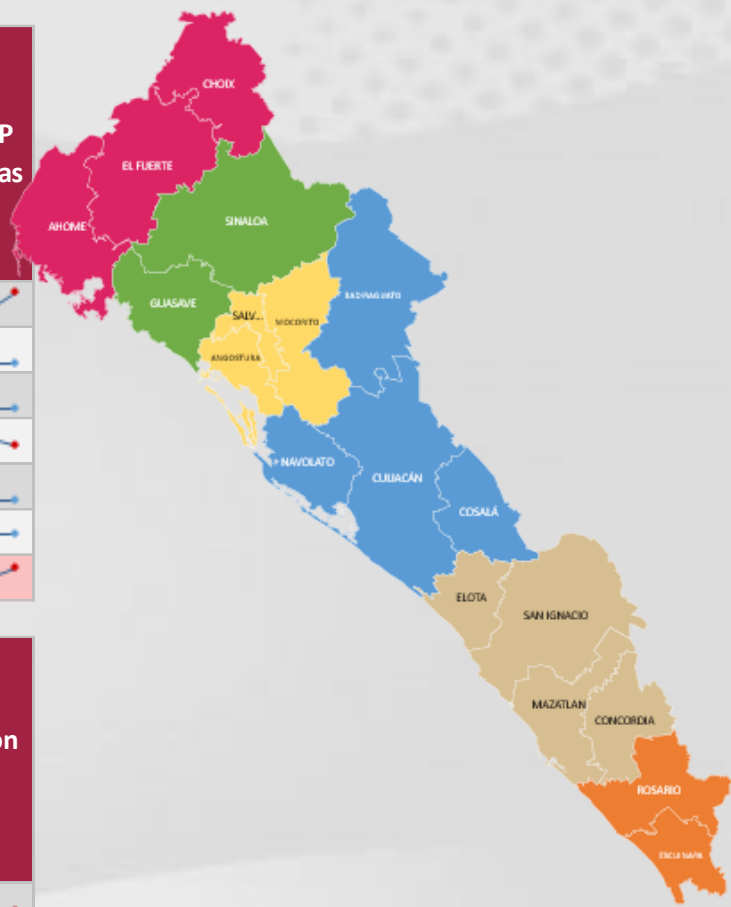 P
as
on
CHOIX
EL FUERTE
AHOME
SINALOA
GUASAVE
SALV...
MOCORITO
BADIRAGUATO
ANGOSTURA
NAVOLATO
CULIACÁN
COSALÁ
ELOTA
SAN IGNACIO
MAZATLAN
CONCORDIA
ROSARIO
ESCUINAPA